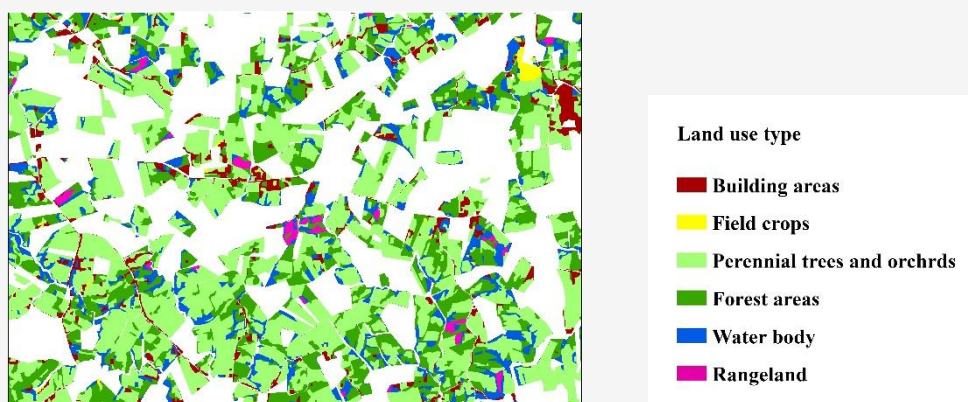 Land use type
Building areas
Field crops
Perennial trees and orchrds
Forest areas
Water body
Rangeland